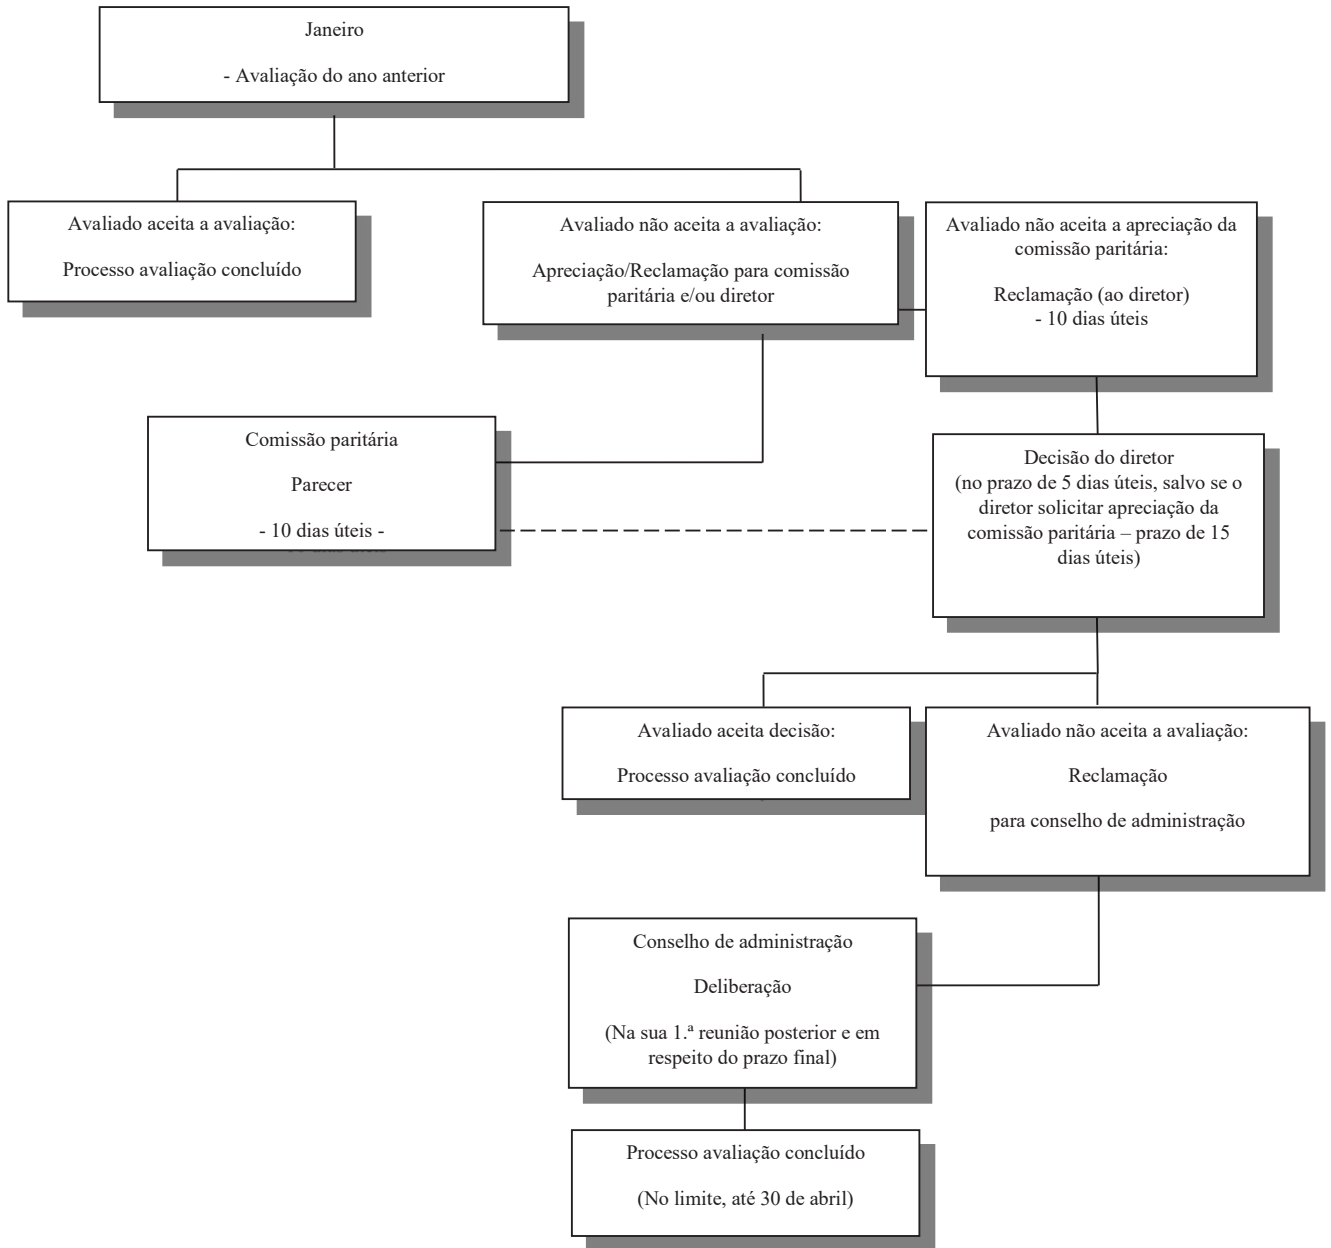 Janeiro
- Avaliação do ano anterior
Avaliado aceita a avaliação:
Processo avaliação concluído
Avaliado não aceita a avaliação:
Apreciação/Reclamação para comissão
paritária e/ou diretor
Avaliado não aceita a apreciação da
comissão paritária:
Reclamação (ao diretor)
- 10 dias úteis
Comissão paritária
Parecer
- 10 dias úteis -
Decisão do diretor
(no prazo de 5 dias úteis, salvo se o
diretor solicitar apreciação da
comissão paritária – prazo de 15
dias úteis)
Avaliado aceita decisão:
Processo avaliação concluído
Avaliado não aceita a avaliação:
Reclamação
para conselho de administração
Conselho de administração
Deliberação
(Na sua 1.ª reunião posterior e em
respeito do prazo final)
Processo avaliação concluído
(No limite, até 30 de abril)